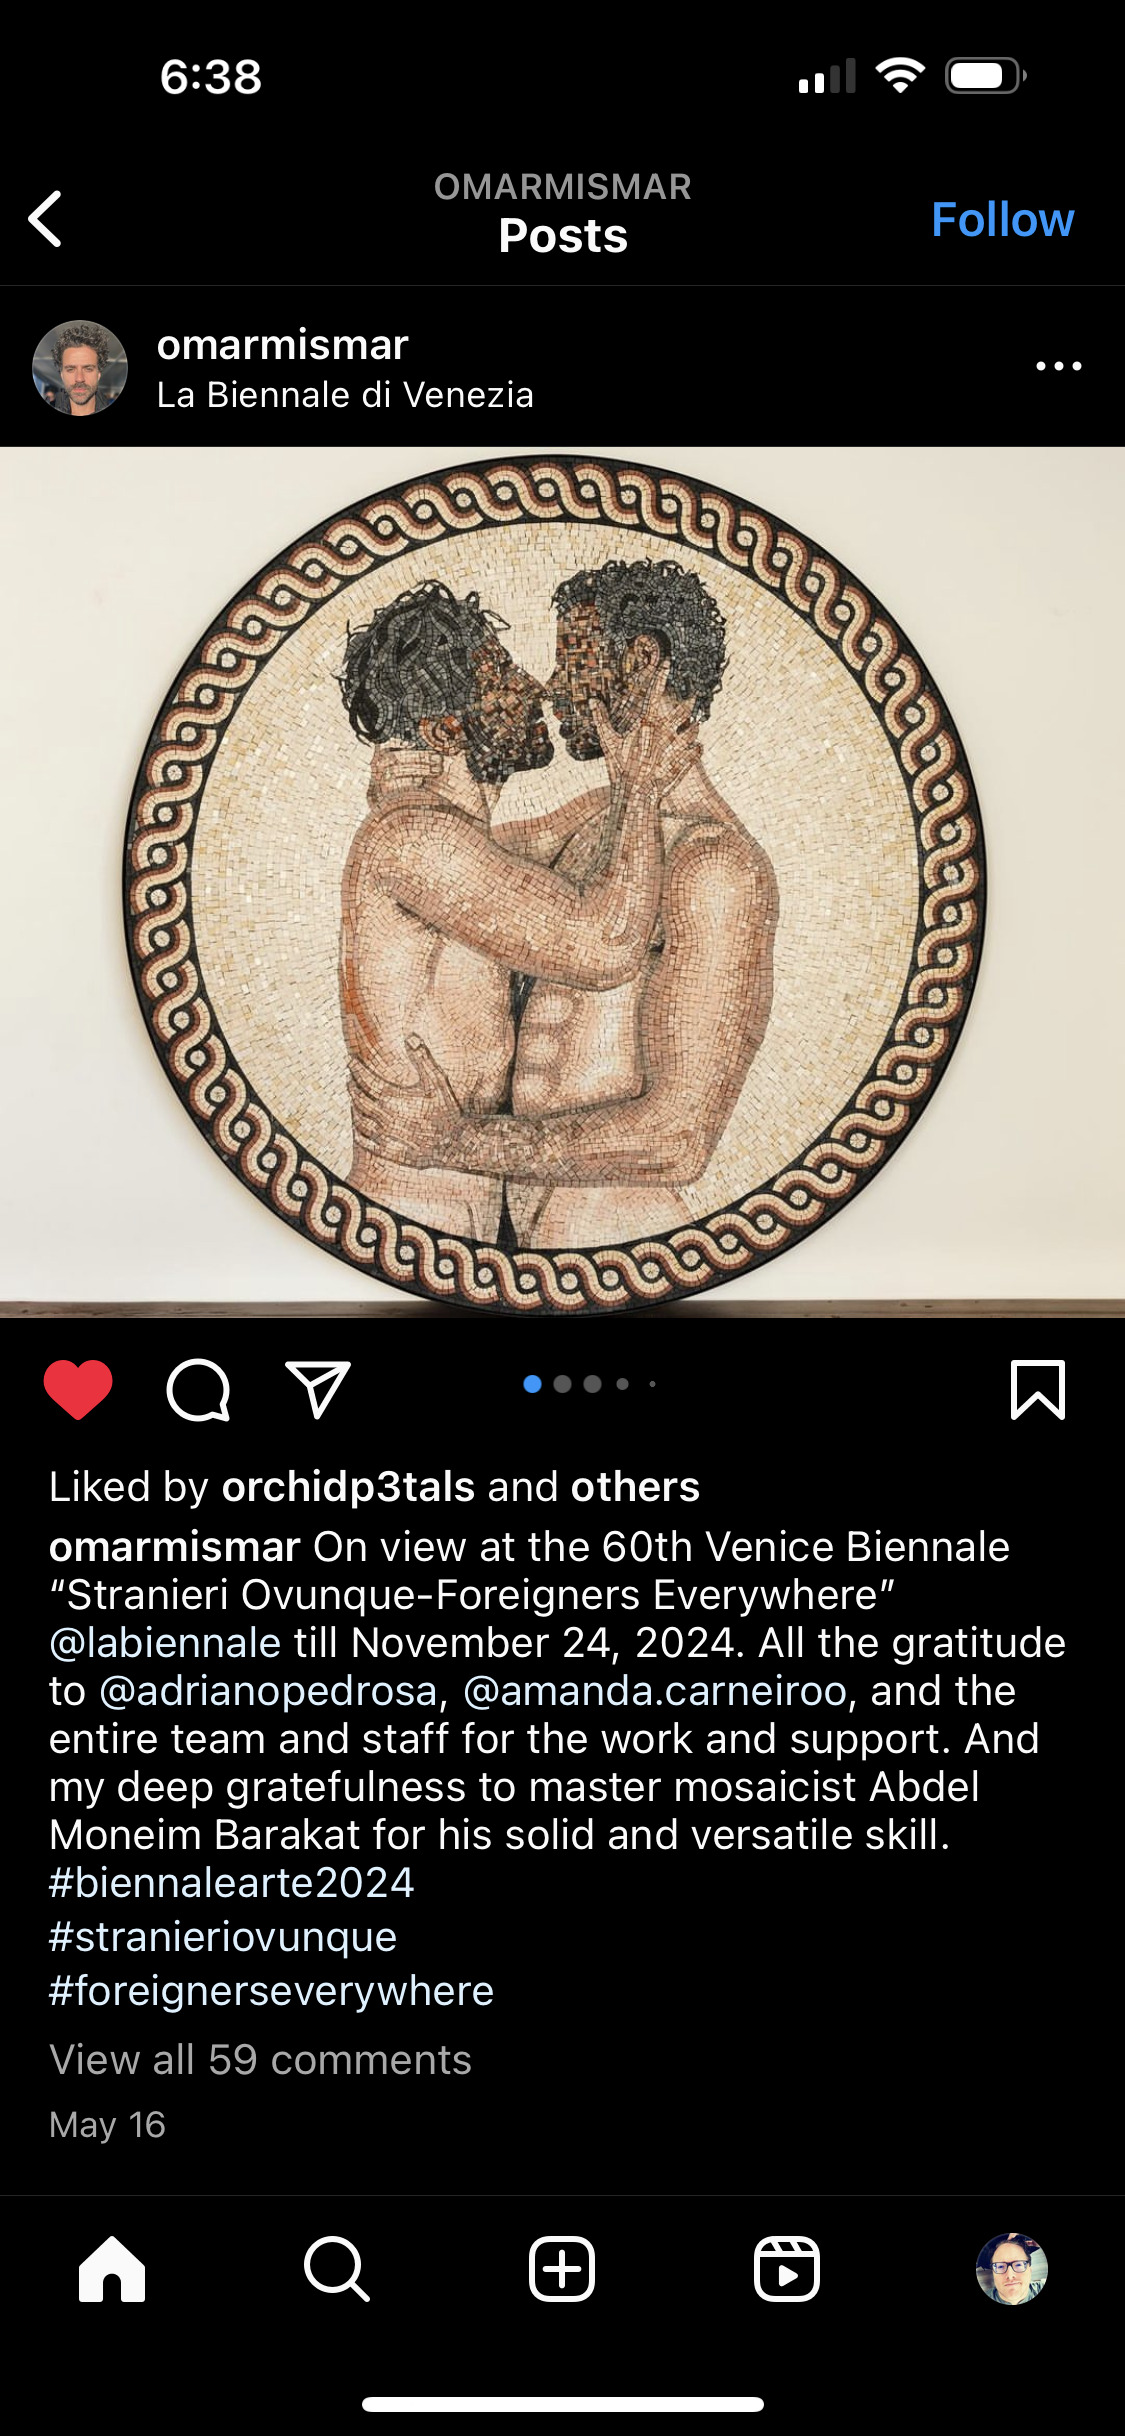 6:38
OMARMISMAR
Posts
Follow
omarmismar
La Biennale di Venezia
Liked by orchidp3tals and others
omarmismar On view at the 60th Venice Biennale
“Stranieri Ovunque-Foreigners Everywhere”
@labiennale till November 24, 2024. All the gratitude
to @adrianopedrosa, @amanda.carneiroo, and the
entire team and staff for the work and support. And
my deep gratefulness to master mosaicist Abdel
Moneim Barakat for his solid and versatile skill.
#biennalearte2024
#stranieriovunque
#foreignerseverywhere
View all 59 comments
May 16